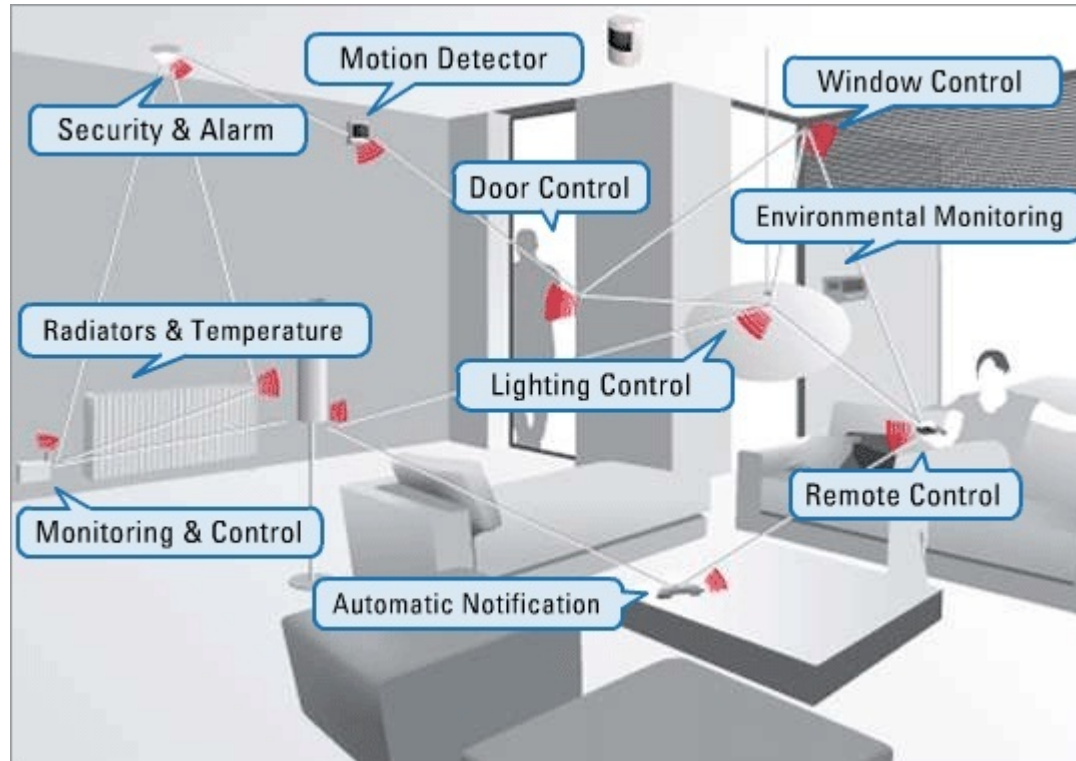 Motion Detector
Window Control
Security & Alarm
Door Control
Environmental Monitoring
Radiators & Temperature
Lighting Control
Remote Control
Monitoring & Control
Automatic Notification